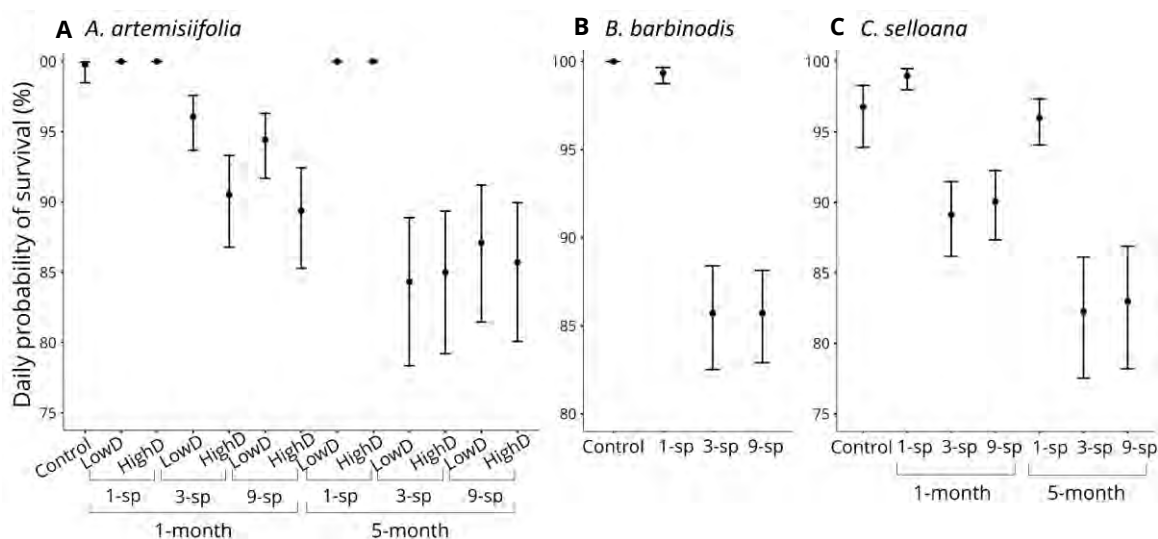 A A. artemisiifolia
Daily probability of survival (%)
00
95
90
85
80
75
Control LowD HighD LowD HighD LowD HighD LowD HighD LowD HighD LowD HighD
1-sp 3-sp 9-sp 1-sp 3-sp 9-sp
1-month 5-month
B B. barbinodis
100
95
90
85
80
Control 1-sp 3-sp 9-sp
C C. selloana
100
95
90
85
80
75
Control 1-sp 3-sp 9-sp 1-sp 3-sp 9-sp
1-month 5-month